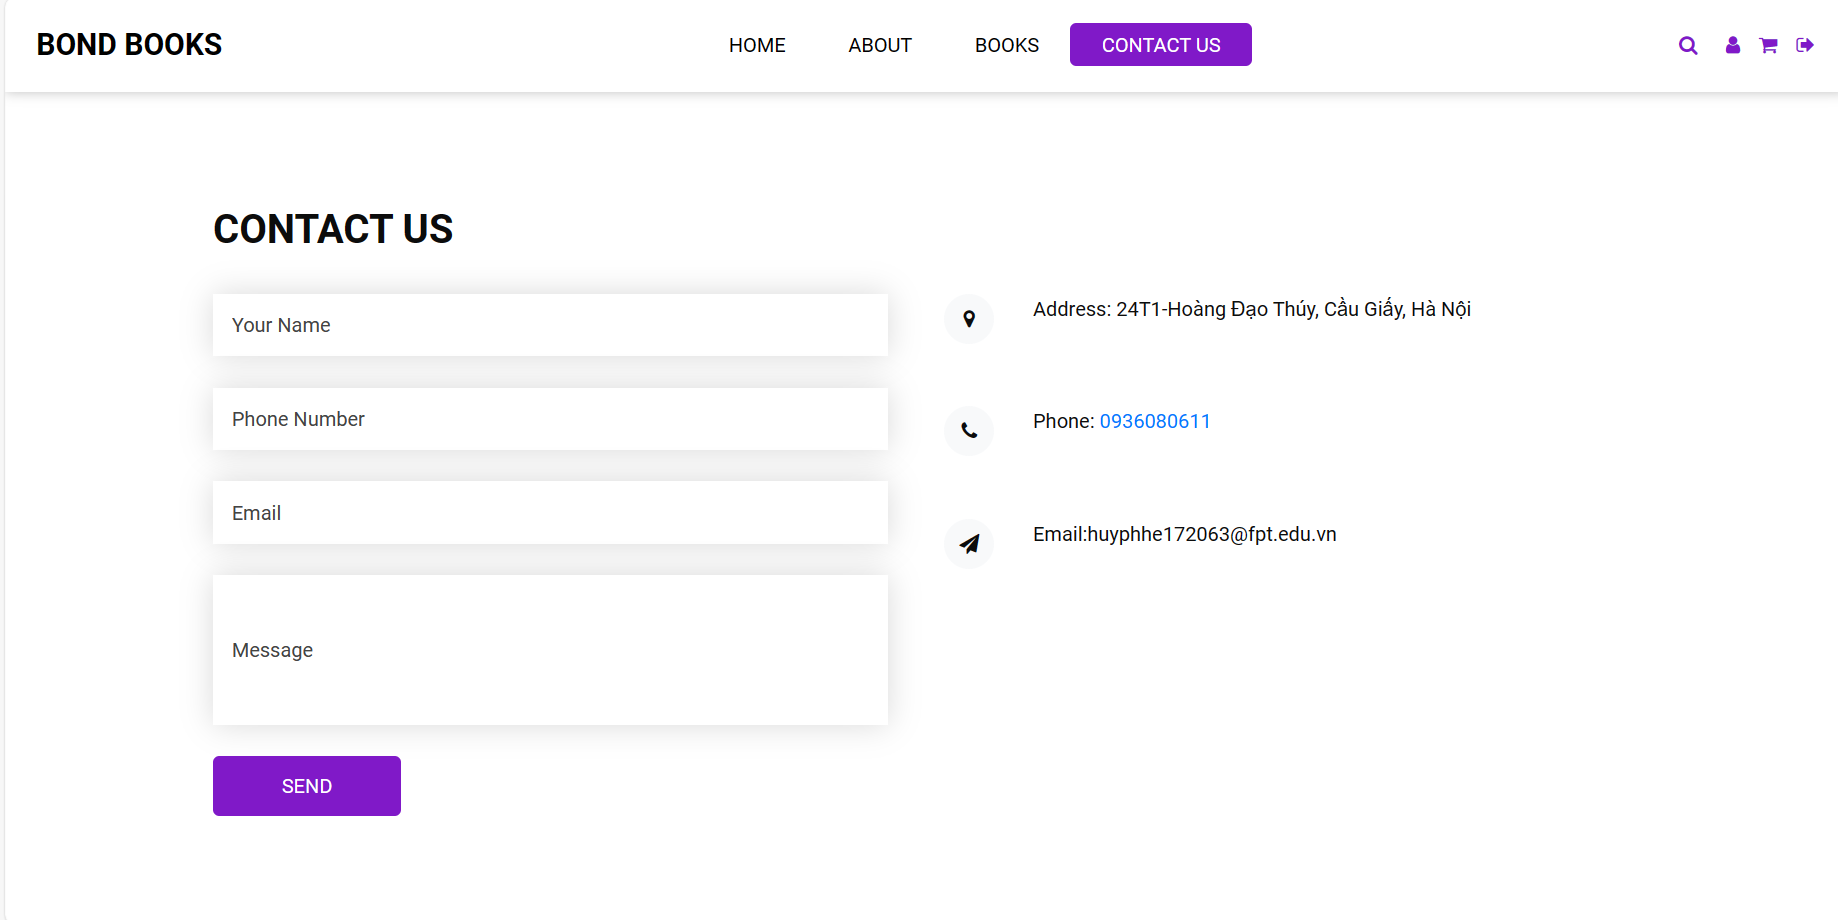 BOND BOOKS
HOME ABOUT BOOKS CONTACT US
CONTACT US
Your Name
Phone Number
Email
Message
SEND
Address: 24T1-Hoàng Đạo Thúy, Cầu Giấy, Hà Nội
Phone: 0936080611
Email:huyphhe172063@fpt.edu.vn